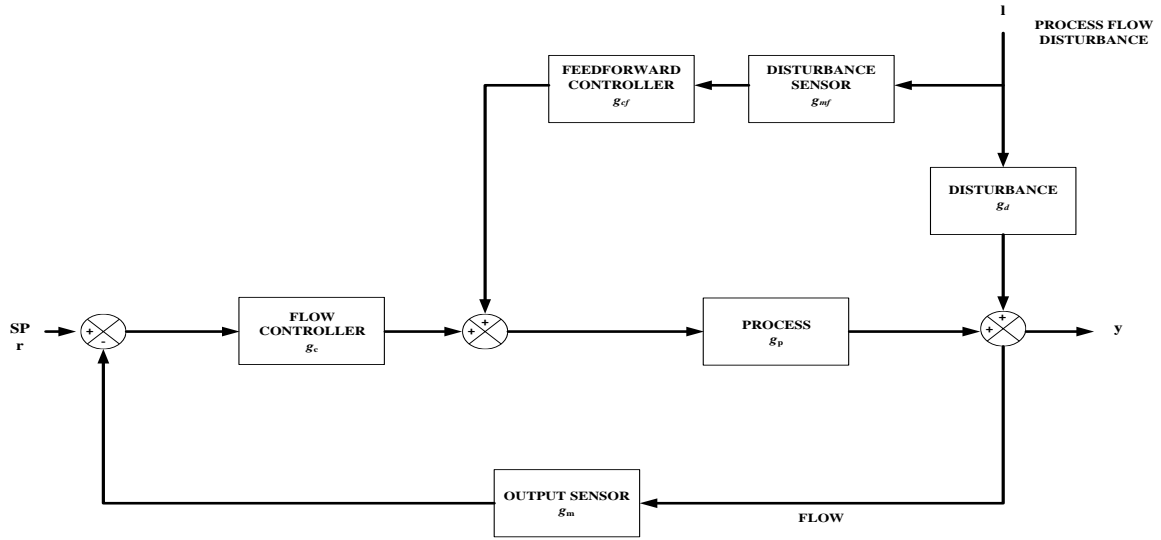 l
PROCESS FLOW
DISTURBANCE
FEEDFORWARD
CONTROLLER
gcf
DISTURBANCE
SENSOR
gmf
DISTURBANCE
gd
SP
r
+
-
FLOW
CONTROLLER
gc
+
+
PROCESS
gp
+
+
y
OUTPUT SENSOR
gm
FLOW